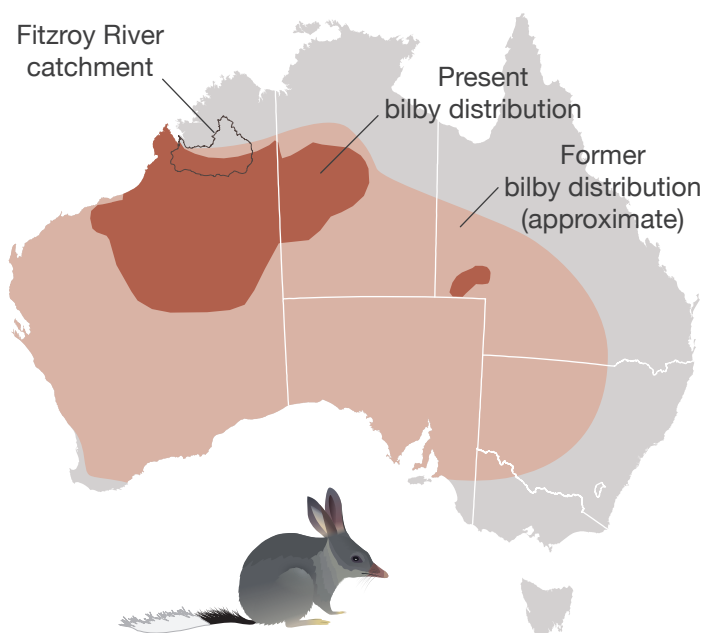 Fitzroy River
catchment
Present
bilby distribution
Former
bilby distribution
(approximate)